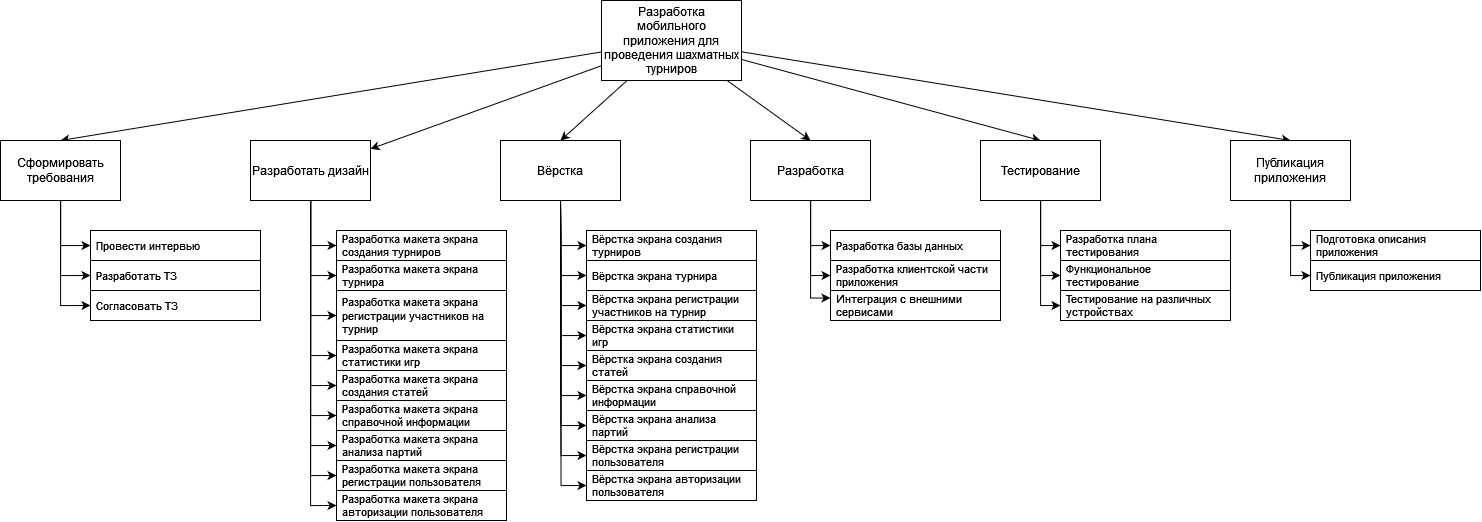 Разработка
мобильного
приложения для
проведения шахматных
турниров
Сформировать
требования
Разработать дизайн
Вёрстка
Разработка
Тестирование
Публикация
приложения
Провести интервью
Разработать ТЗ
Согласовать ТЗ
Разработка макета экрана
создания турниров
Разработка макета экрана
турнира
Разработка макета экрана
регистрации участников на
турнир
Разработка макета экрана
статистики игр
Разработка макета экрана
создания статей
Разработка макета экрана
справочной информации
Разработка макета экрана
анализа партий
Разработка макета экрана
регистрации пользователя
Разработка макета экрана
авторизации пользователя
Вёрстка экрана создания
турниров
Вёрстка экрана турнира
Вёрстка экрана регистрации
участников на турнир
Вёрстка экрана статистики
игр
Вёрстка экрана создания
статей
Вёрстка экрана справочной
информации
Вёрстка экрана анализа
партий
Вёрстка экрана регистрации
пользователя
Вёрстка экрана авторизации
пользователя
Разработка базы данных
Разработка клиентской части
приложения
Интеграция с внешними
сервисами
Разработка плана
тестирования
Функциональное
тестирование
Тестирование на различных
устройствах
Подготовка описания
приложения
Публикация приложения